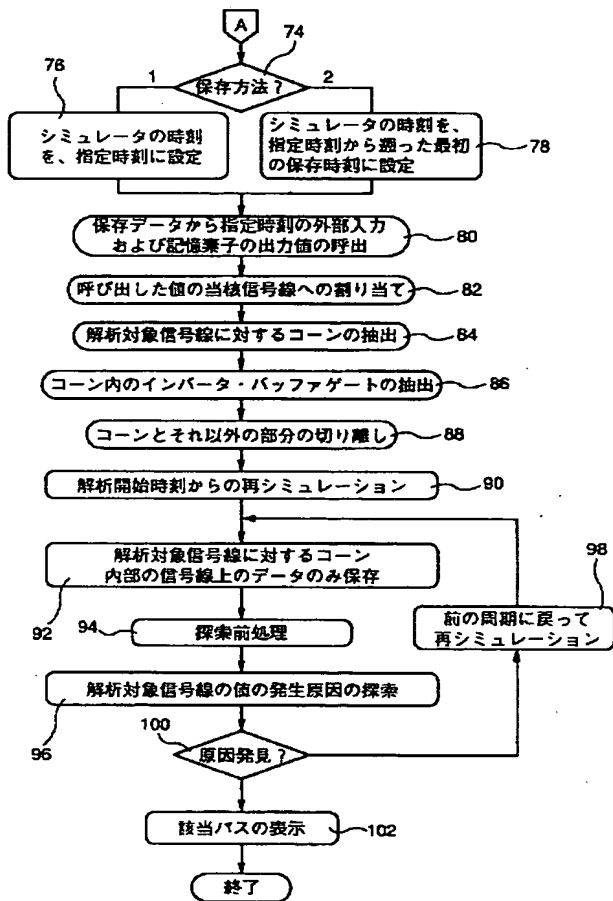 A
74
保存方法？
76
1
2
シミュレータの時刻
を、指定時刻に設定
シミュレータの時刻を、
指定時刻から遡った最初
の保存時刻に設定
78
保存データから指定時刻の外部入力
および記憶素子の出力値の呼出
80
呼び出した値の当核信号線への割り当て
82
解析対象信号線に対するコーンの抽出
84
コーン内のインバータ・バッファゲートの抽出
86
コーンとそれ以外の部分の切り離し
88
解析開始時刻からの再シミュレーション
90
解析対象信号線に対するコーン
内部の信号線上のデータのみ保存
92
98
前の周期に戻って
再シミュレーション
94
探索前処理
解析対象信号線の値の発生原因の探索
96
100
原因発見？
該当パスの表示
102
終了